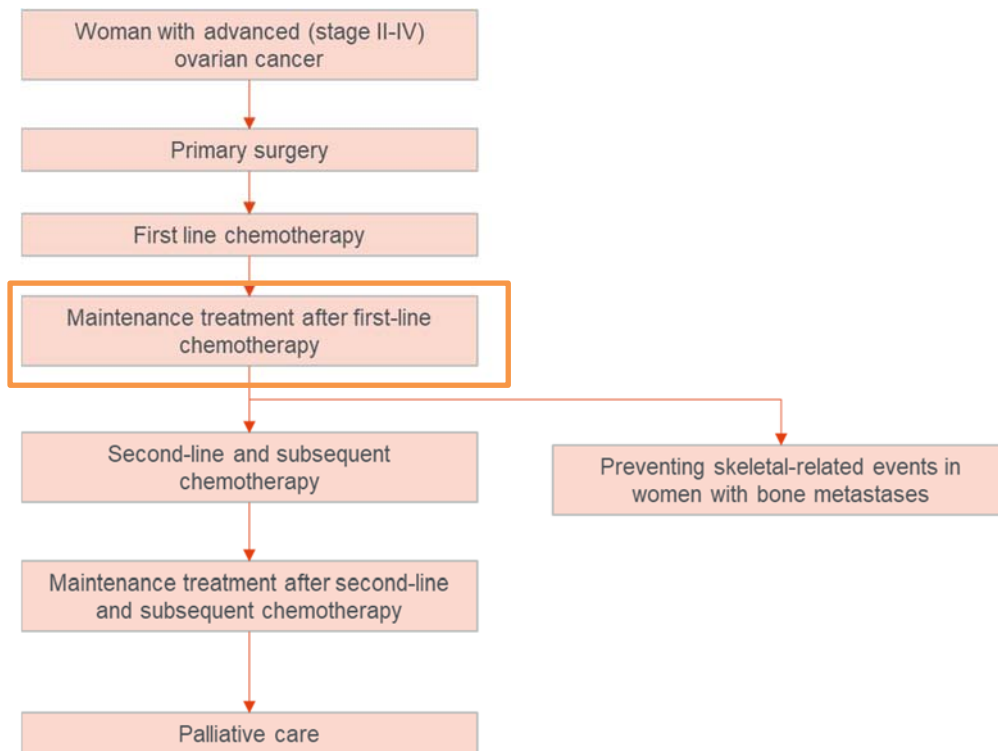 Woman with advanced (stage II-IV)
ovarian cancer
Primary surgery
First line chemotherapy
Maintenance treatment after first-line
chemotherapy
Second-line and subsequent
chemotherapy
Preventing skeletal-related events in
women with bone metastases
Maintenance treatment after second-line
and subsequent chemotherapy
Palliative care